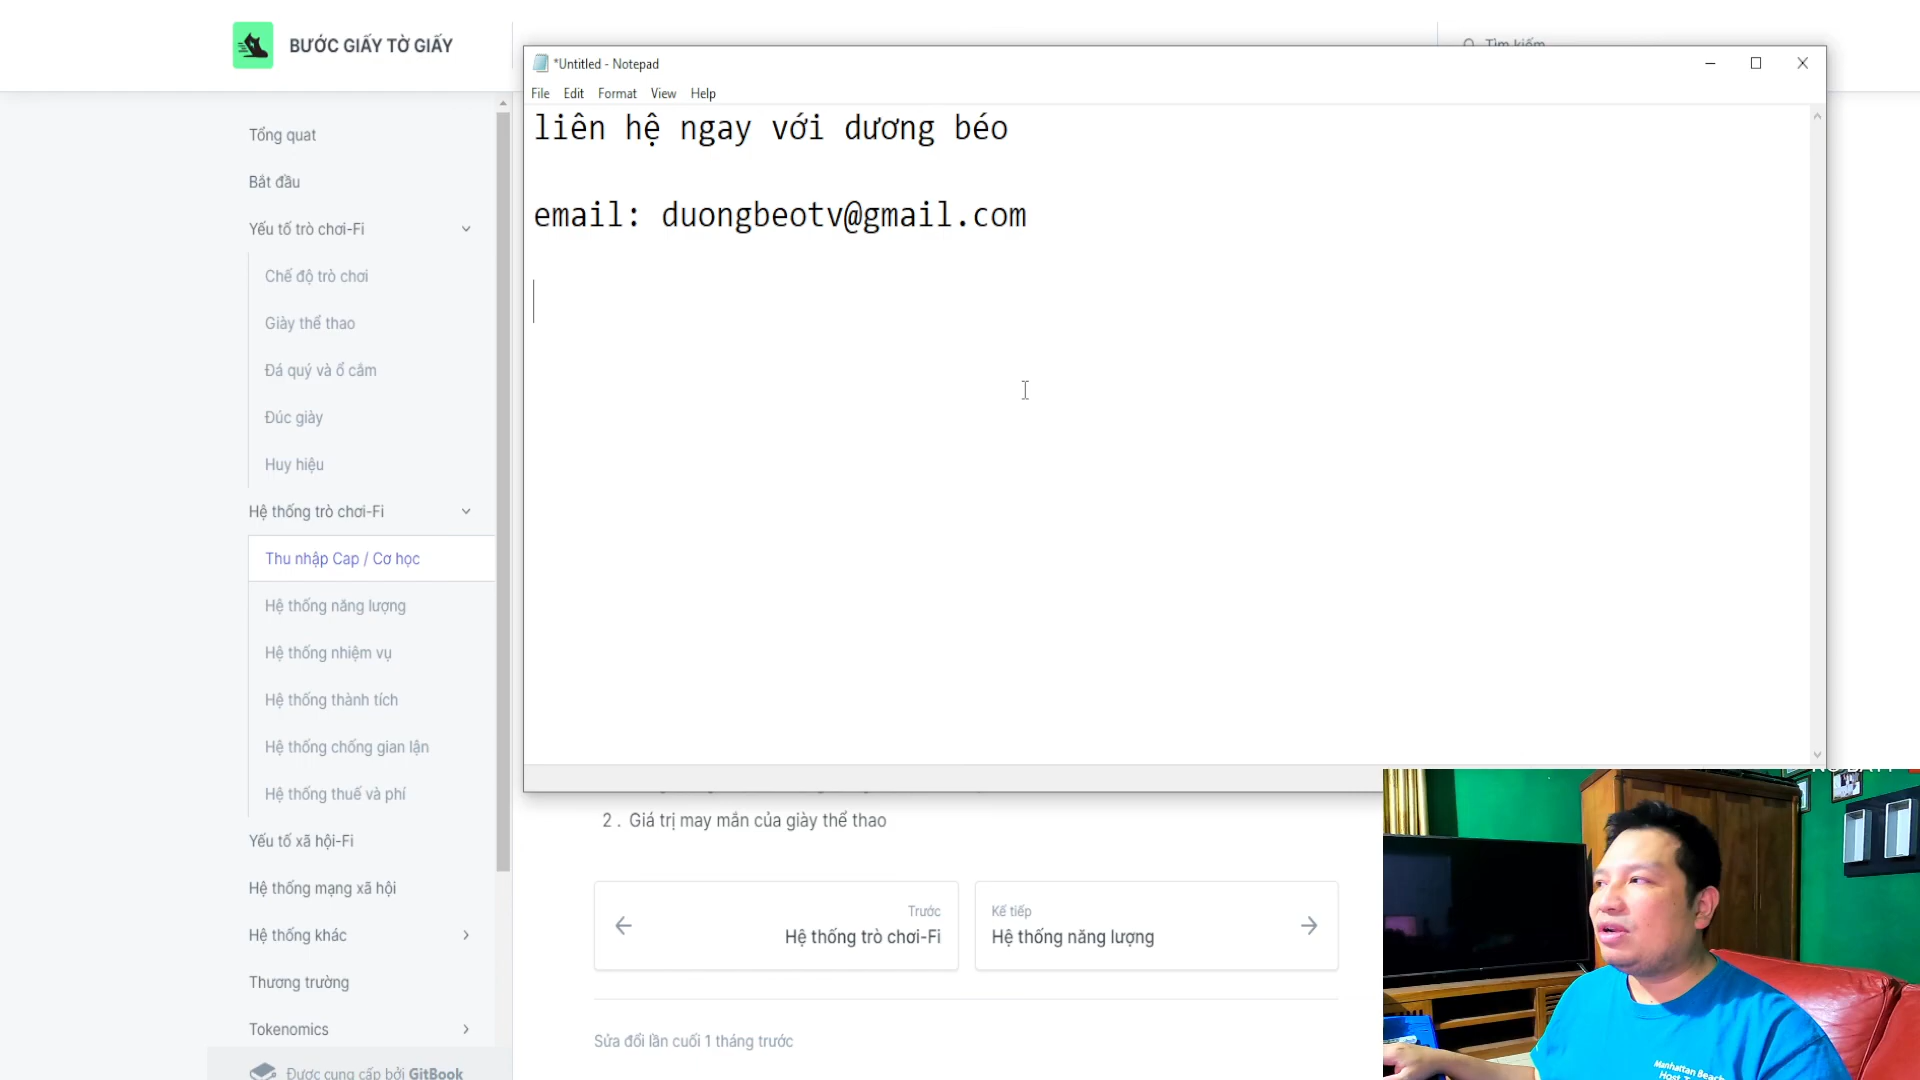 BƯỚC GIẤY TỜ GIẤY
Tìm kiếm
*Untitled - Notepad
File Edit Format View Help
liên hệ ngay với dương béo
email: duongbeotv@gmail.com
Tổng quat
Bắt đầu
Yếu tố trò chơi-Fi
Chế độ trò chơi
Giày thể thao
Đá quý và ổ cắm
Đúc giày
Huy hiệu
Hệ thống trò chơi-Fi
Thu nhập Cap / Cơ học
Hệ thống năng lượng
Hệ thống nhiệm vụ
Hệ thống thành tích
Hệ thống chống gian lận
Hệ thống thuế và phí
Yếu tố xã hội-Fi
Hệ thống mạng xã hội
Hệ thống khác
Thương trường
Tokenomics
Được cung cấp bởi GitBook
2 . Giá trị may mắn của giày thể thao
Trước
Hệ thống trò chơi-Fi
Kế tiếp
Hệ thống năng lượng
Sửa đổi lần cuối 1 tháng trước
Manhattan Beach